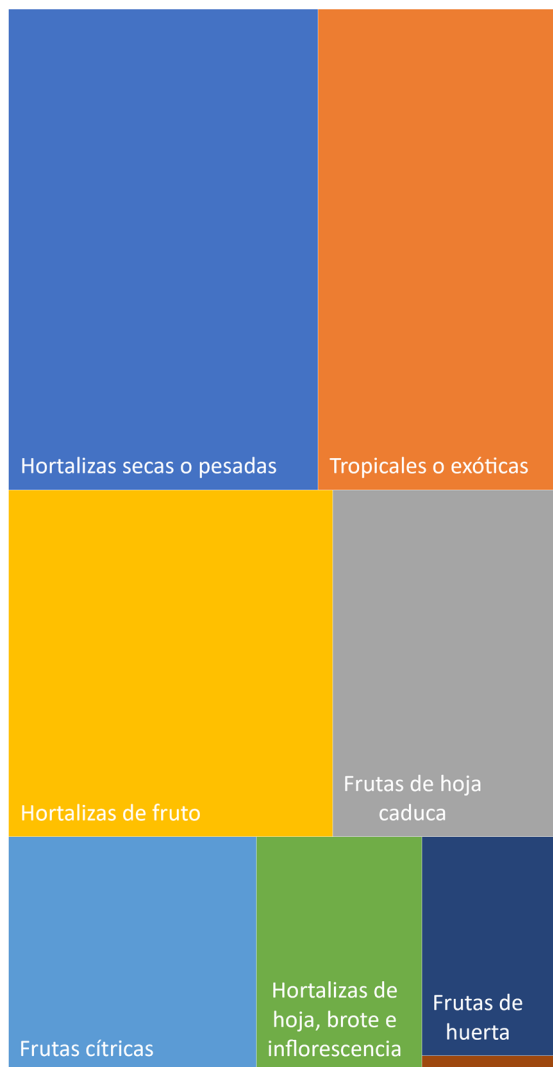 Hortalizas secas o pesadas
Tropicales o exóticas
Hortalizas de fruto
Frutas de hoja
caduca
Frutas cítricas
Hortalizas de
hoja, brote e
inflorescencia
Frutas de
huerta